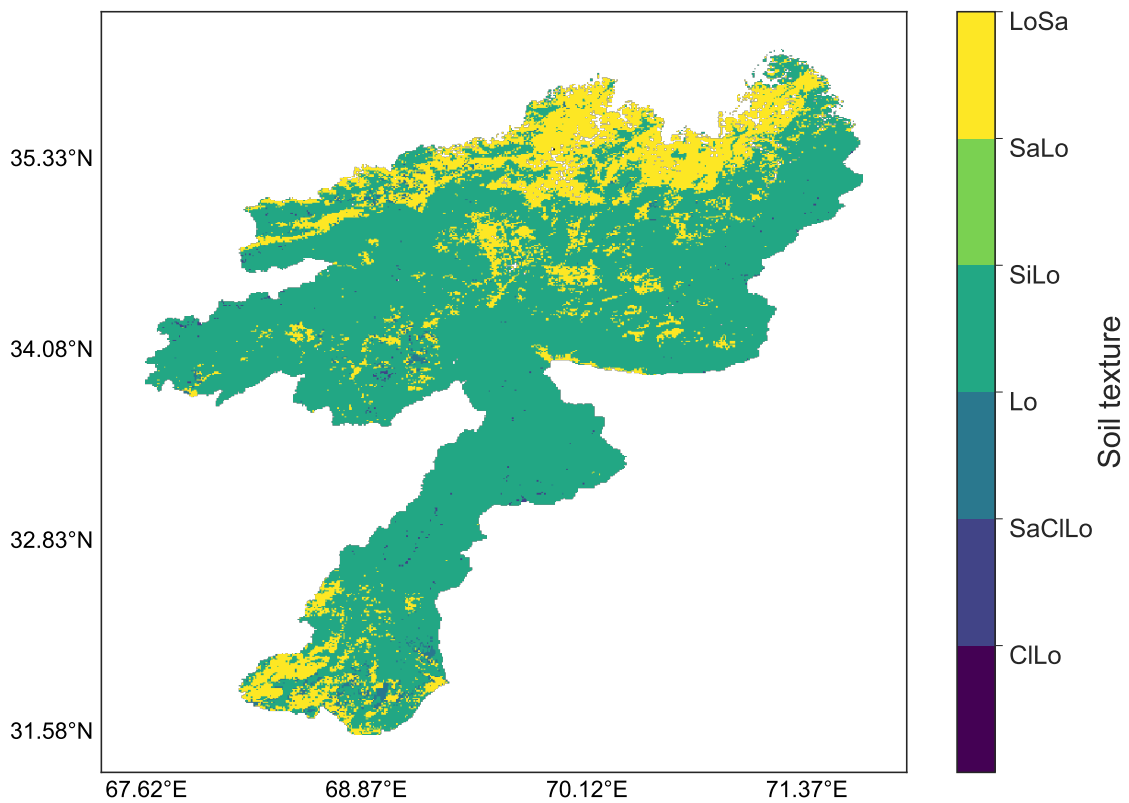 35.33°N
34.08°N
32.83°N
31.58°N
67.62°E
68.87°E
70.12°E
71.37°E
LoSa
SaLo
SiLo
Lo
SaClLo
ClLo
Soil texture